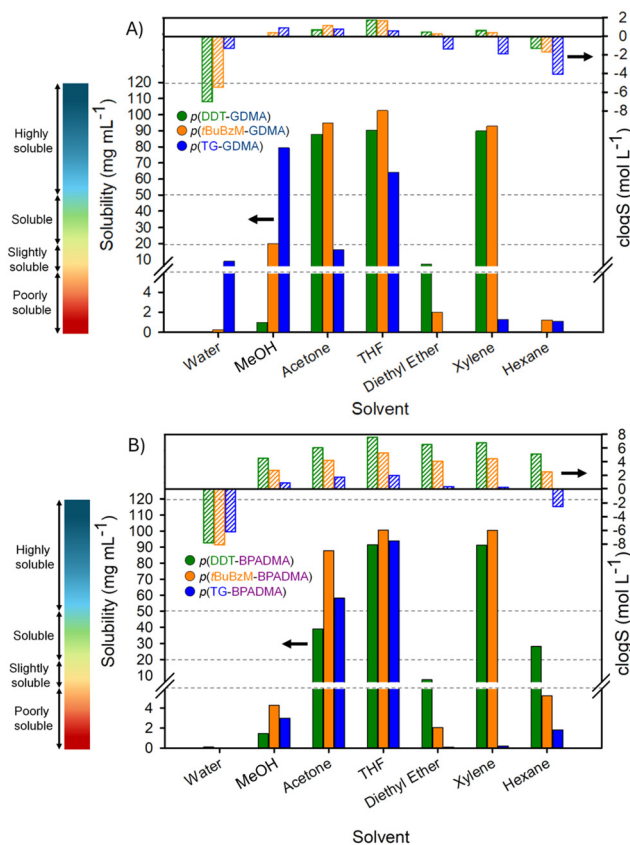 A)
Highly
soluble
Soluble
Slightly
soluble
Poorly
soluble
Solubility (mg mL-1)
120
100
90
80
70
60
50
40
30
20
10
4
2
0
p(DDT-GDMA)
p(tBuBzM-GDMA)
p(TG-GDMA)
2
0
-2
-4
-6
-8
clogS (mol L-1)
Water
MeOH
Acetone
THF
Diethyl Ether
Xylene
Hexane
Solvent
B)
Highly
soluble
Soluble
Slightly
soluble
Poorly
soluble
Solubility (mg mL-1)
120
100
90
80
70
60
50
40
30
20
10
4
2
0
p(DDT-BPADMA)
p(tBuBzM-BPADMA)
p(TG-BPADMA)
8
6
4
2
0
-2
-4
-6
-8
clogS (mol L-1)
Water
MeOH
Acetone
THF
Diethyl Ether
Xylene
Hexane
Solvent